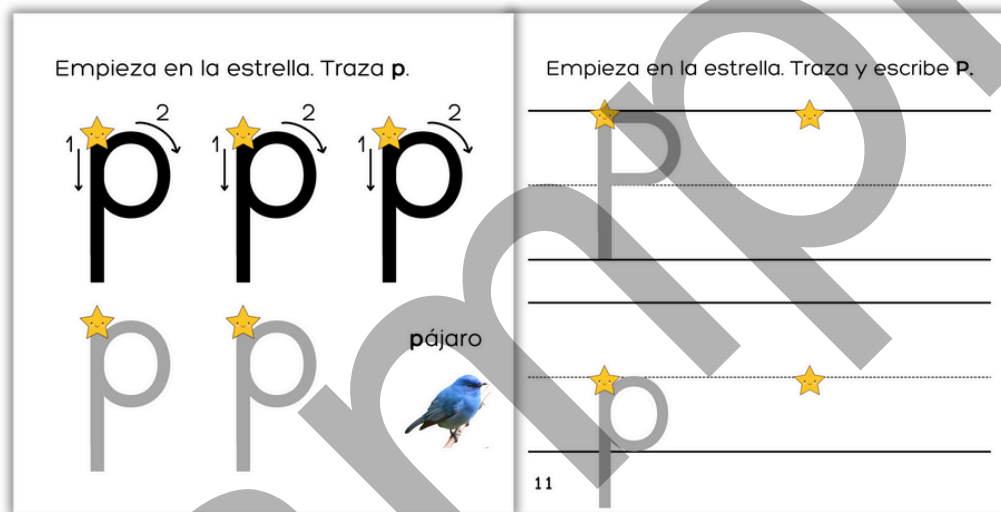 Empieza en la estrella. Traza p.
1 2 1 2 1 2
p p p
p p
pájaro
Empieza en la estrella. Traza y escribe P.
P
p
11